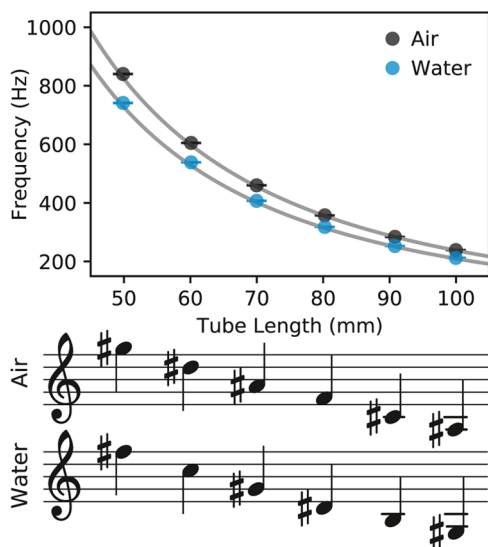 1000
800
600
400
200
Frequency (Hz)
Air
Water
50 60 70 80 90 100
Tube Length (mm)
Air
Water